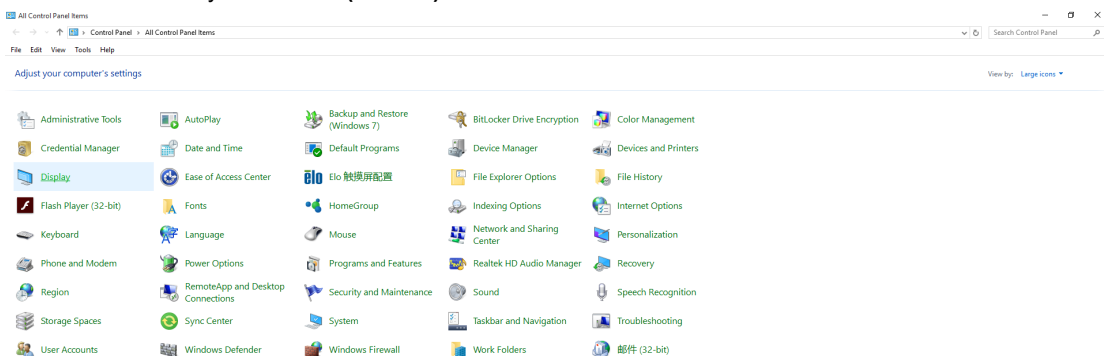 All Control Panel Items
Control Panel > All Control Panel Items
Search Control Panel
File Edit View Tools Help
Adjust your computer's settings
View by: Large icons
Administrative Tools
AutoPlay
Backup and Restore
(Windows 7)
BitLocker Drive Encryption
Color Management
Credential Manager
Date and Time
Default Programs
Device Manager
Devices and Printers
Display
Ease of Access Center
elo
Elo 触摸屏配置
File Explorer Options
File History
Flash Player (32-bit)
Fonts
HomeGroup
Indexing Options
Internet Options
Keyboard
Language
Mouse
Network and Sharing
Center
Personalization
Phone and Modem
Power Options
Programs and Features
Realtek HD Audio Manager
Recovery
Region
RemoteApp and Desktop
Connections
Security and Maintenance
Sound
Speech Recognition
Storage Spaces
Sync Center
System
Taskbar and Navigation
Troubleshooting
User Accounts
Windows Defender
Windows Firewall
Work Folders
邮件 (32-bit)